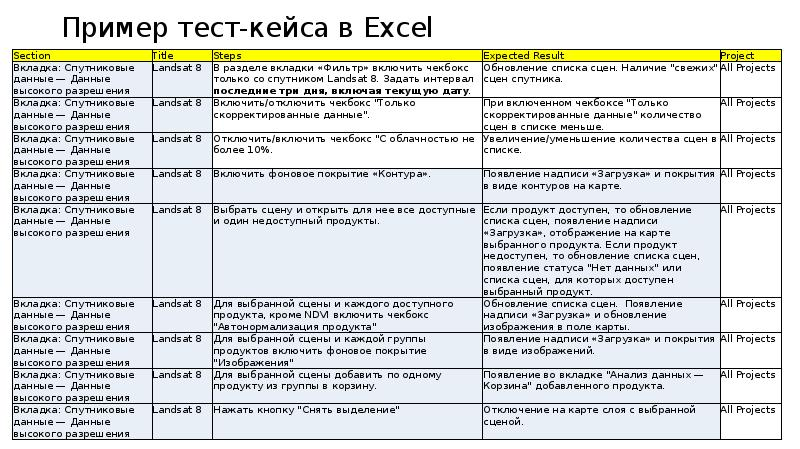 Пример тест-кейса в Excel
Section Title Steps Expected Result Project
Вкладка: Спутниковые данные — Данные высокого разрешения Landsat 8 В разделе вкладки «Фильтр» включить чекбокс только со спутником Landsat 8. Задать интервал последние три дня, включая текущую дату. Обновление списка сцен. Наличие "свежих" сцен спутника. All Projects
Вкладка: Спутниковые данные — Данные высокого разрешения Landsat 8 Включить/отключить чекбокс "Только скорректированные данные". При включенном чекбоксе "Только скорректированные данные" количество сцен в списке меньше. All Projects
Вкладка: Спутниковые данные — Данные высокого разрешения Landsat 8 Отключить/включить чекбокс "С облачностью не более 10%. Увеличение/уменьшение количества сцен в списке. All Projects
Вкладка: Спутниковые данные — Данные высокого разрешения Landsat 8 Включить фоновое покрытие «Контура». Появление надписи «Загрузка» и покрытия в виде контуров на карте. All Projects
Вкладка: Спутниковые данные — Данные высокого разрешения Landsat 8 Выбрать сцену и открыть для нее все доступные и один недоступный продукты. Если продукт доступен, то обновление списка сцен, появление надписи «Загрузка», отображение на карте выбранного продукта. Если продукт недоступен, то обновление списка сцен, появление статуса "Нет данных" или списка сцен, для которых доступен выбранный продукт. All Projects
Вкладка: Спутниковые данные — Данные высокого разрешения Landsat 8 Для выбранной сцены и каждого доступного продукта, кроме NDVI включить чекбокс "Автонормализация продукта" Обновление списка сцен. Появление надписи «Загрузка» и обновление изображения в поле карты. All Projects
Вкладка: Спутниковые данные — Данные высокого разрешения Landsat 8 Для выбранной сцены и каждой группы продуктов включить фоновое покрытие "Изображения" Появление надписи «Загрузка» и покрытия в виде изображений. All Projects
Вкладка: Спутниковые данные — Данные высокого разрешения Landsat 8 Для выбранной сцены добавить по одному продукту из группы в корзину. Появление во вкладке "Анализ данных — Корзина" добавленного продукта. All Projects
Вкладка: Спутниковые данные — Данные высокого разрешения Landsat 8 Нажать кнопку "Снять выделение" Отключение на карте слоя с выбранной сценой. All Projects